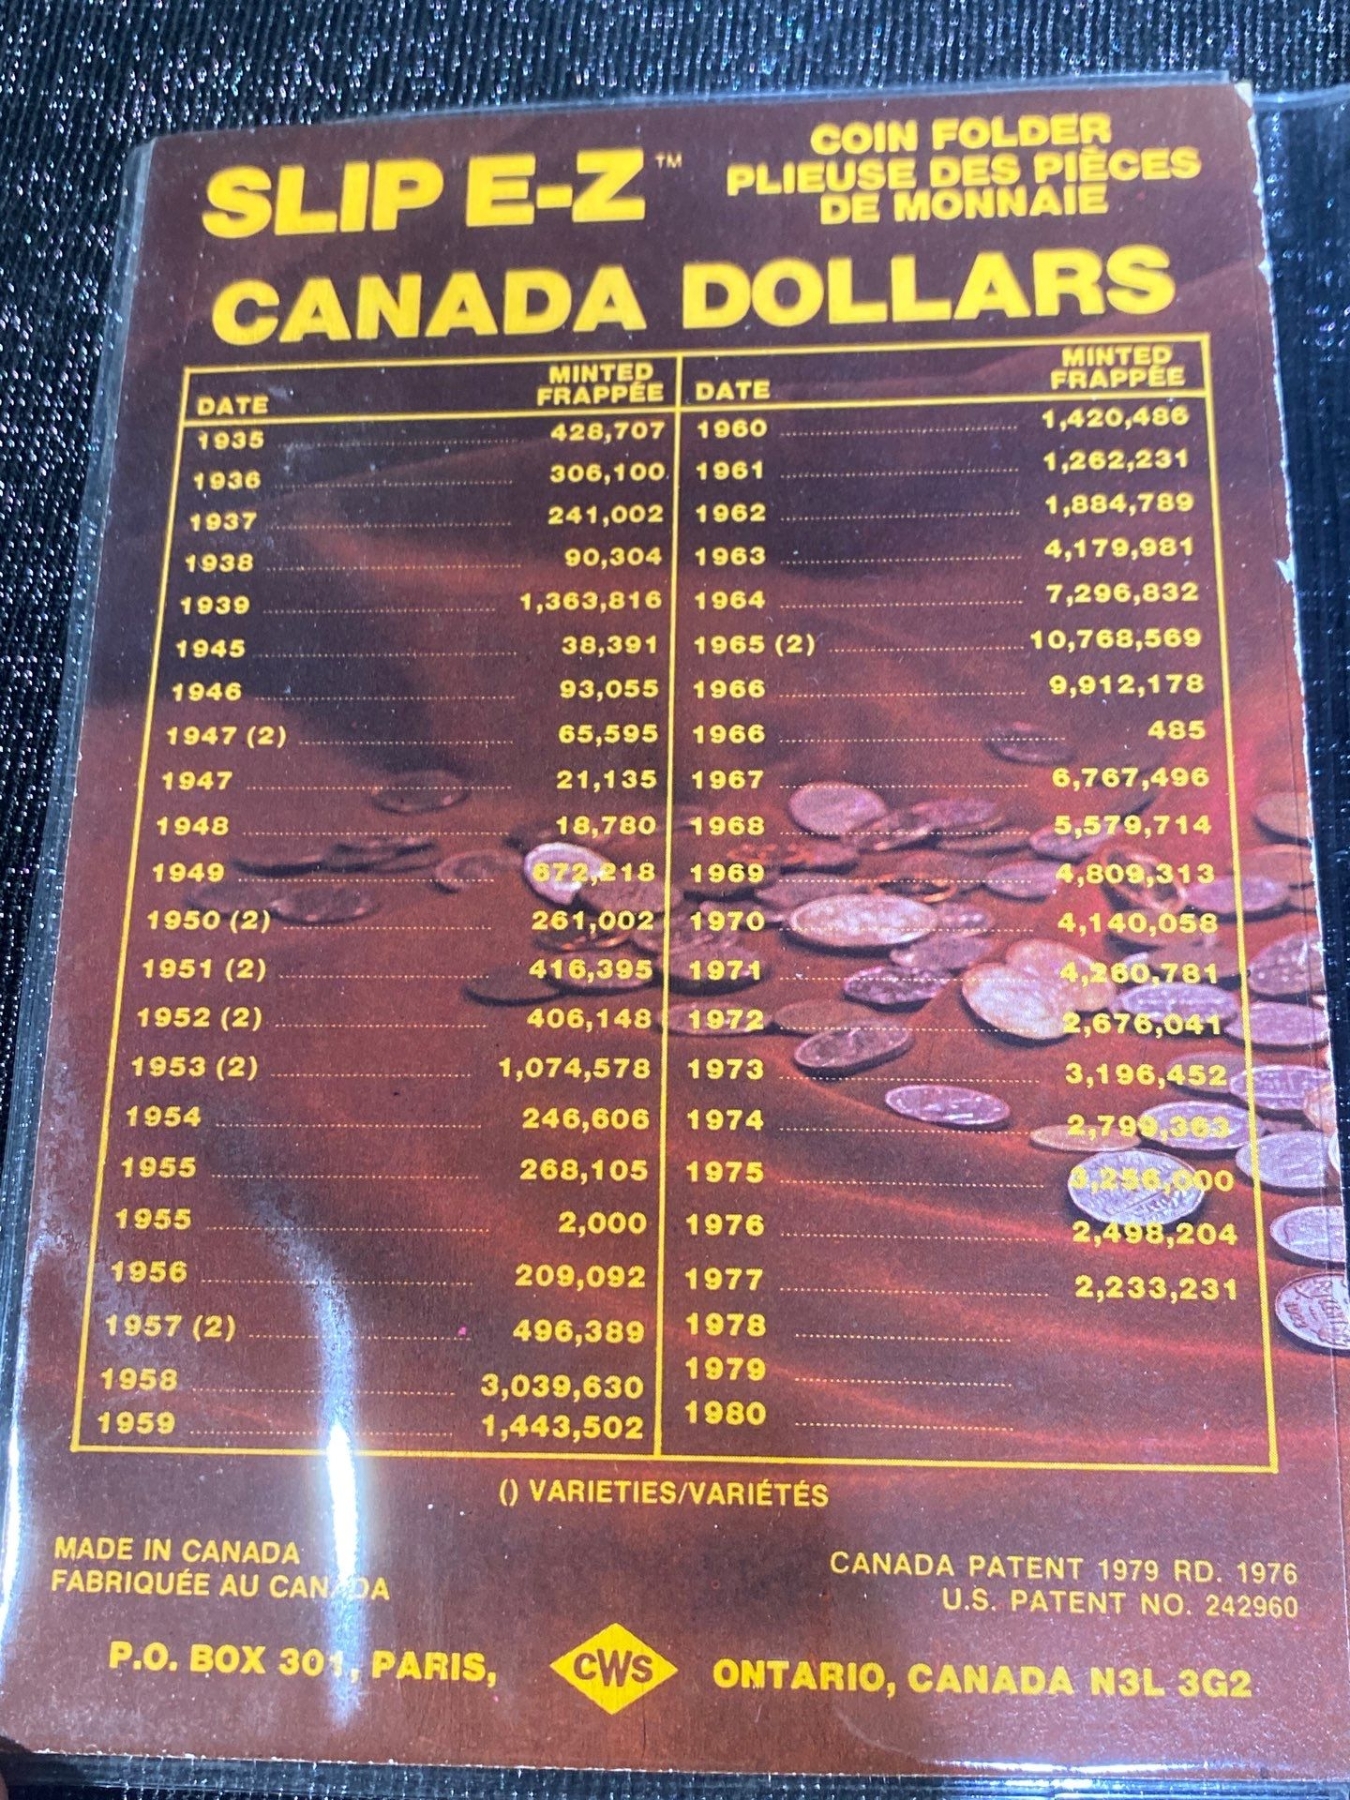 SLIP E-Z™
COIN FOLDER
PLIEUSE DES PIÈCES
DE MONNAIE
CANADA DOLLARS
DATE MINTED FRAPPÉE
1935 428,707
1936 306,100
1937 241,002
1938 90,304
1939 1,363,816
1945 38,391
1946 93,055
1947 (2) 65,595
1947 21,135
1948 18,780
1949 672,218
1950 (2) 261,002
1951 (2) 416,395
1952 (2) 406,148
1953 (2) 1,074,578
1954 246,606
1955 268,105
1955 2,000
1956 209,092
1957 (2) 496,389
1958 3,039,630
1959 1,443,502
DATE MINTED FRAPPÉE
1960 1,420,486
1961 1,262,231
1962 1,884,789
1963 4,179,981
1964 7,296,832
1965 (2) 10,768,569
1966 9,912,178
1966 485
1967 6,767,496
1968 5,579,714
1969 4,809,313
1970 4,140,058
1971 4,260,781
1972 2,676,041
1973 3,196,452
1974 2,799,363
1975 3,256,000
1976 2,498,204
1977 2,233,231
1978
1979
1980
() VARIETIES/VARIÉTÉS
MADE IN CANADA
FABRIQUÉE AU CANADA
CANADA PATENT 1979 RD. 1976
U.S. PATENT NO. 242960
P.O. BOX 301, PARIS, CWS ONTARIO, CANADA N3L 3G2